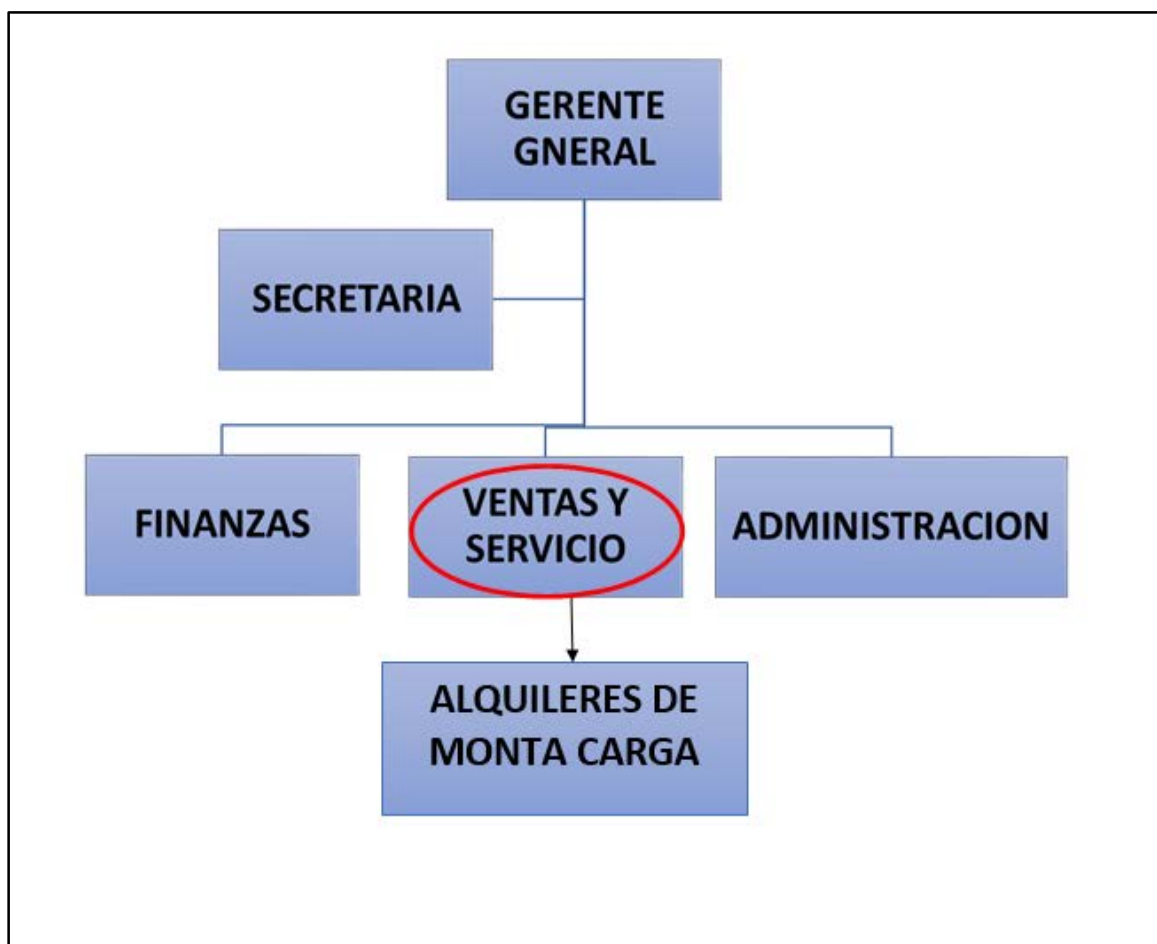 GERENTE
GNERAL
SECRETARIA
FINANZAS
VENTAS Y
SERVICIO
ADMINISTRACION
ALQUILERES DE
MONTA CARGA